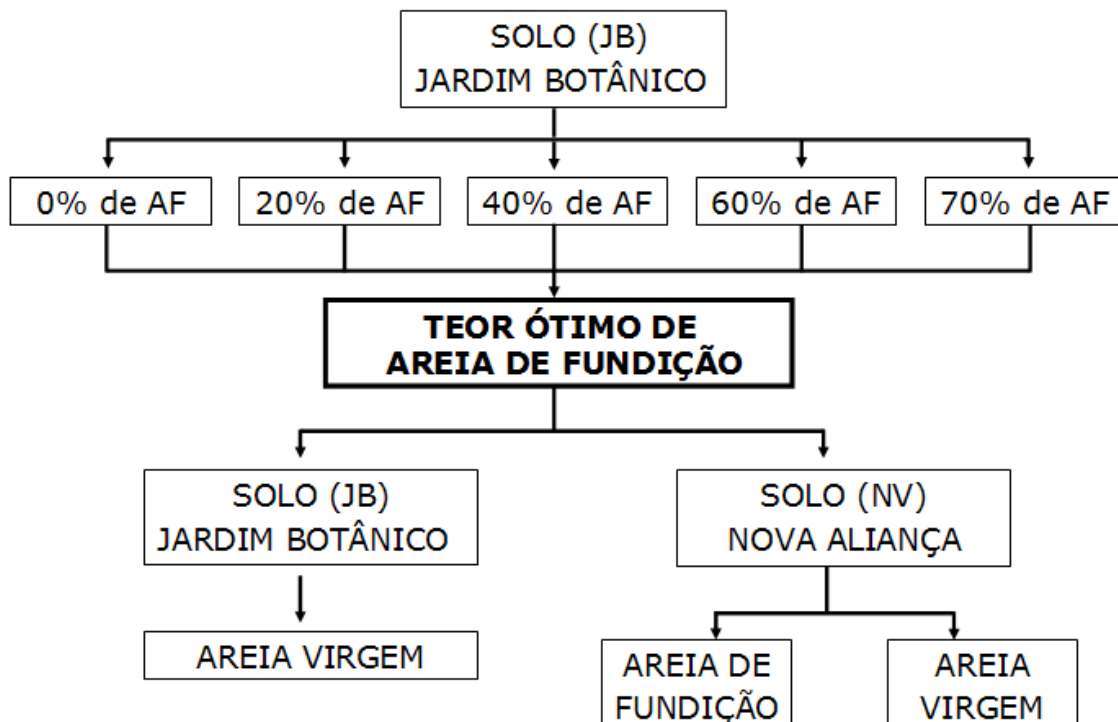 SOLO (JB)
JARDIM BOTÂNICO
0% de AF
20% de AF
40% de AF
60% de AF
70% de AF
TEOR ÓTIMO DE
AREIA DE FUNDIÇÃO
SOLO (JB)
JARDIM BOTÂNICO
SOLO (NV)
NOVA ALIANÇA
AREIA VIRGEM
AREIA DE
FUNDIÇÃO
AREIA
VIRGEM